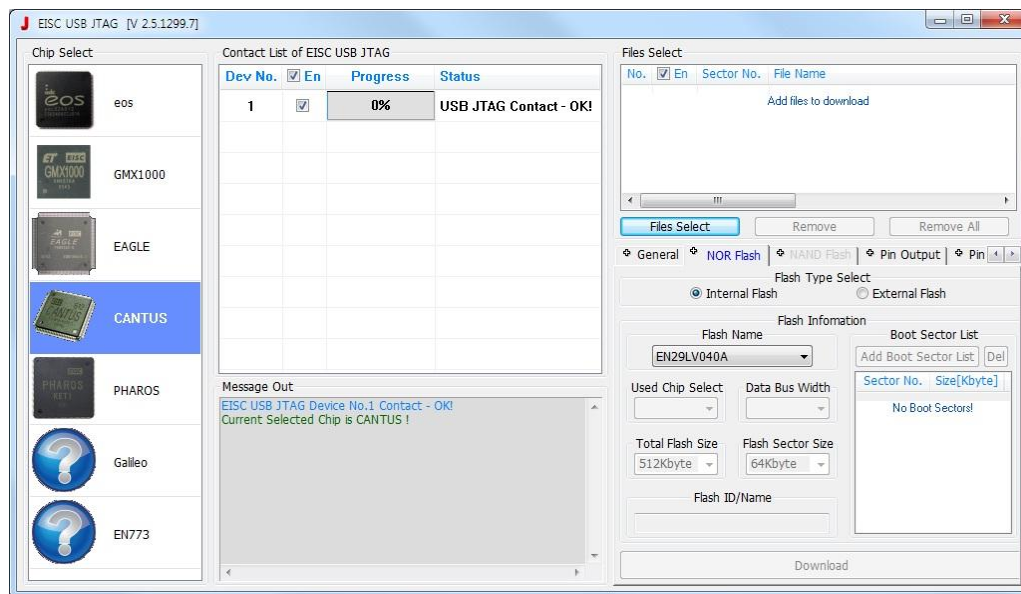 EISC USB JTAG [V 2.5.1299.7]
Chip Select
eos
eos
GMX1000
EISC
GMX1000
EAGLE
EAGLE
CANTUS
CANTUS
PHAROS
PHAROS
Galileo
EN773
Contact List of EISC USB JTAG
Dev No. En Progress Status
1 0% USB JTAG Contact - OK!
Message Out
EISC USB JTAG Device No.1 Contact - OK!
Current Selected Chip is CANTUS !
Files Select
No. En Sector No. File Name
Add files to download
Files Select Remove Remove All
General NOR Flash NAND Flash Pin Output Pin
Flash Type Select
Internal Flash External Flash
Flash Infomation
Flash Name
EN29LV040A
Used Chip Select Data Bus Width
Total Flash Size Flash Sector Size
512Kbyte 64Kbyte
Flash ID/Name
Boot Sector List
Add Boot Sector List Del
Sector No. Size[Kbyte]
No Boot Sectors!
Download